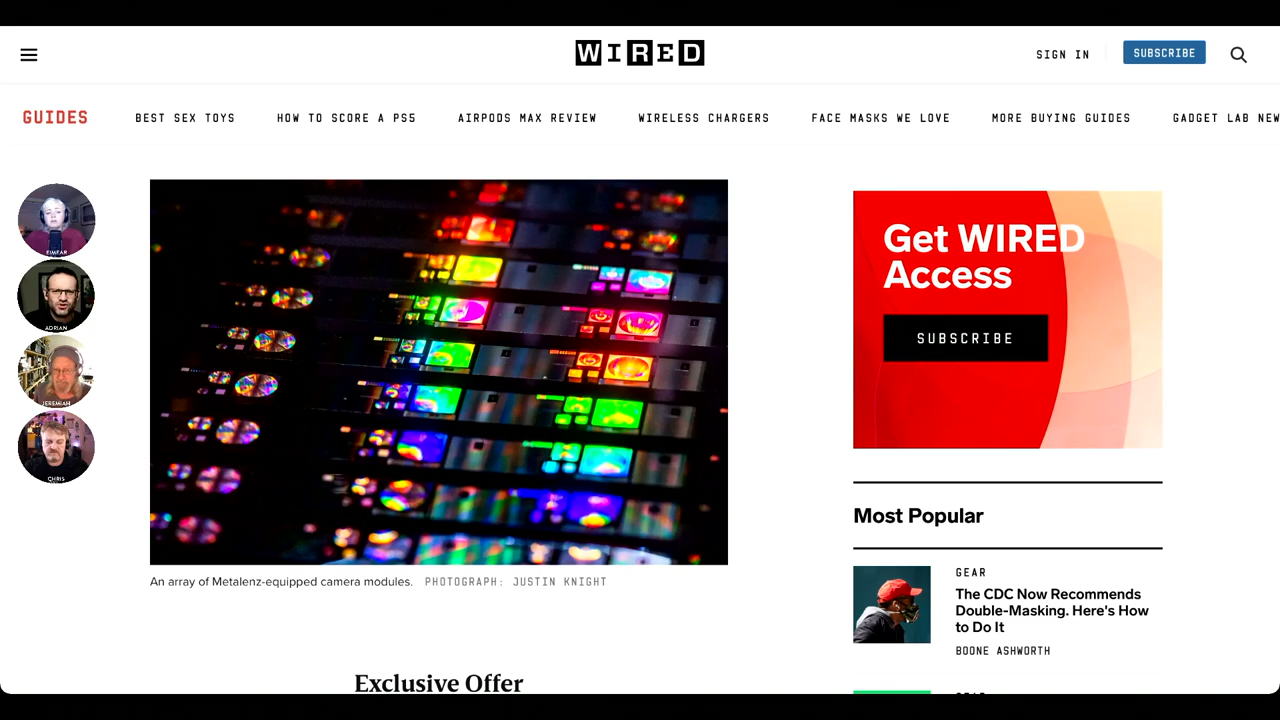 WIRED
SIGN IN
SUBSCRIBE
GUIDES
BEST SEX TOYS
HOW TO SCORE A PS5
AIRPODS MAX REVIEW
WIRELESS CHARGERS
FACE MASKS WE LOVE
MORE BUYING GUIDES
GADGET LAB NEW
EIMEAR
ADRIAN
JEREMIAH
CHRIS
An array of Metalenz-equipped camera modules. PHOTOGRAPH: JUSTIN KNIGHT
Exclusive Offer
Get WIRED
Access
SUBSCRIBE
Most Popular
GEAR
The CDC Now Recommends
Double-Masking. Here's How
to Do It
BOONE ASHWORTH